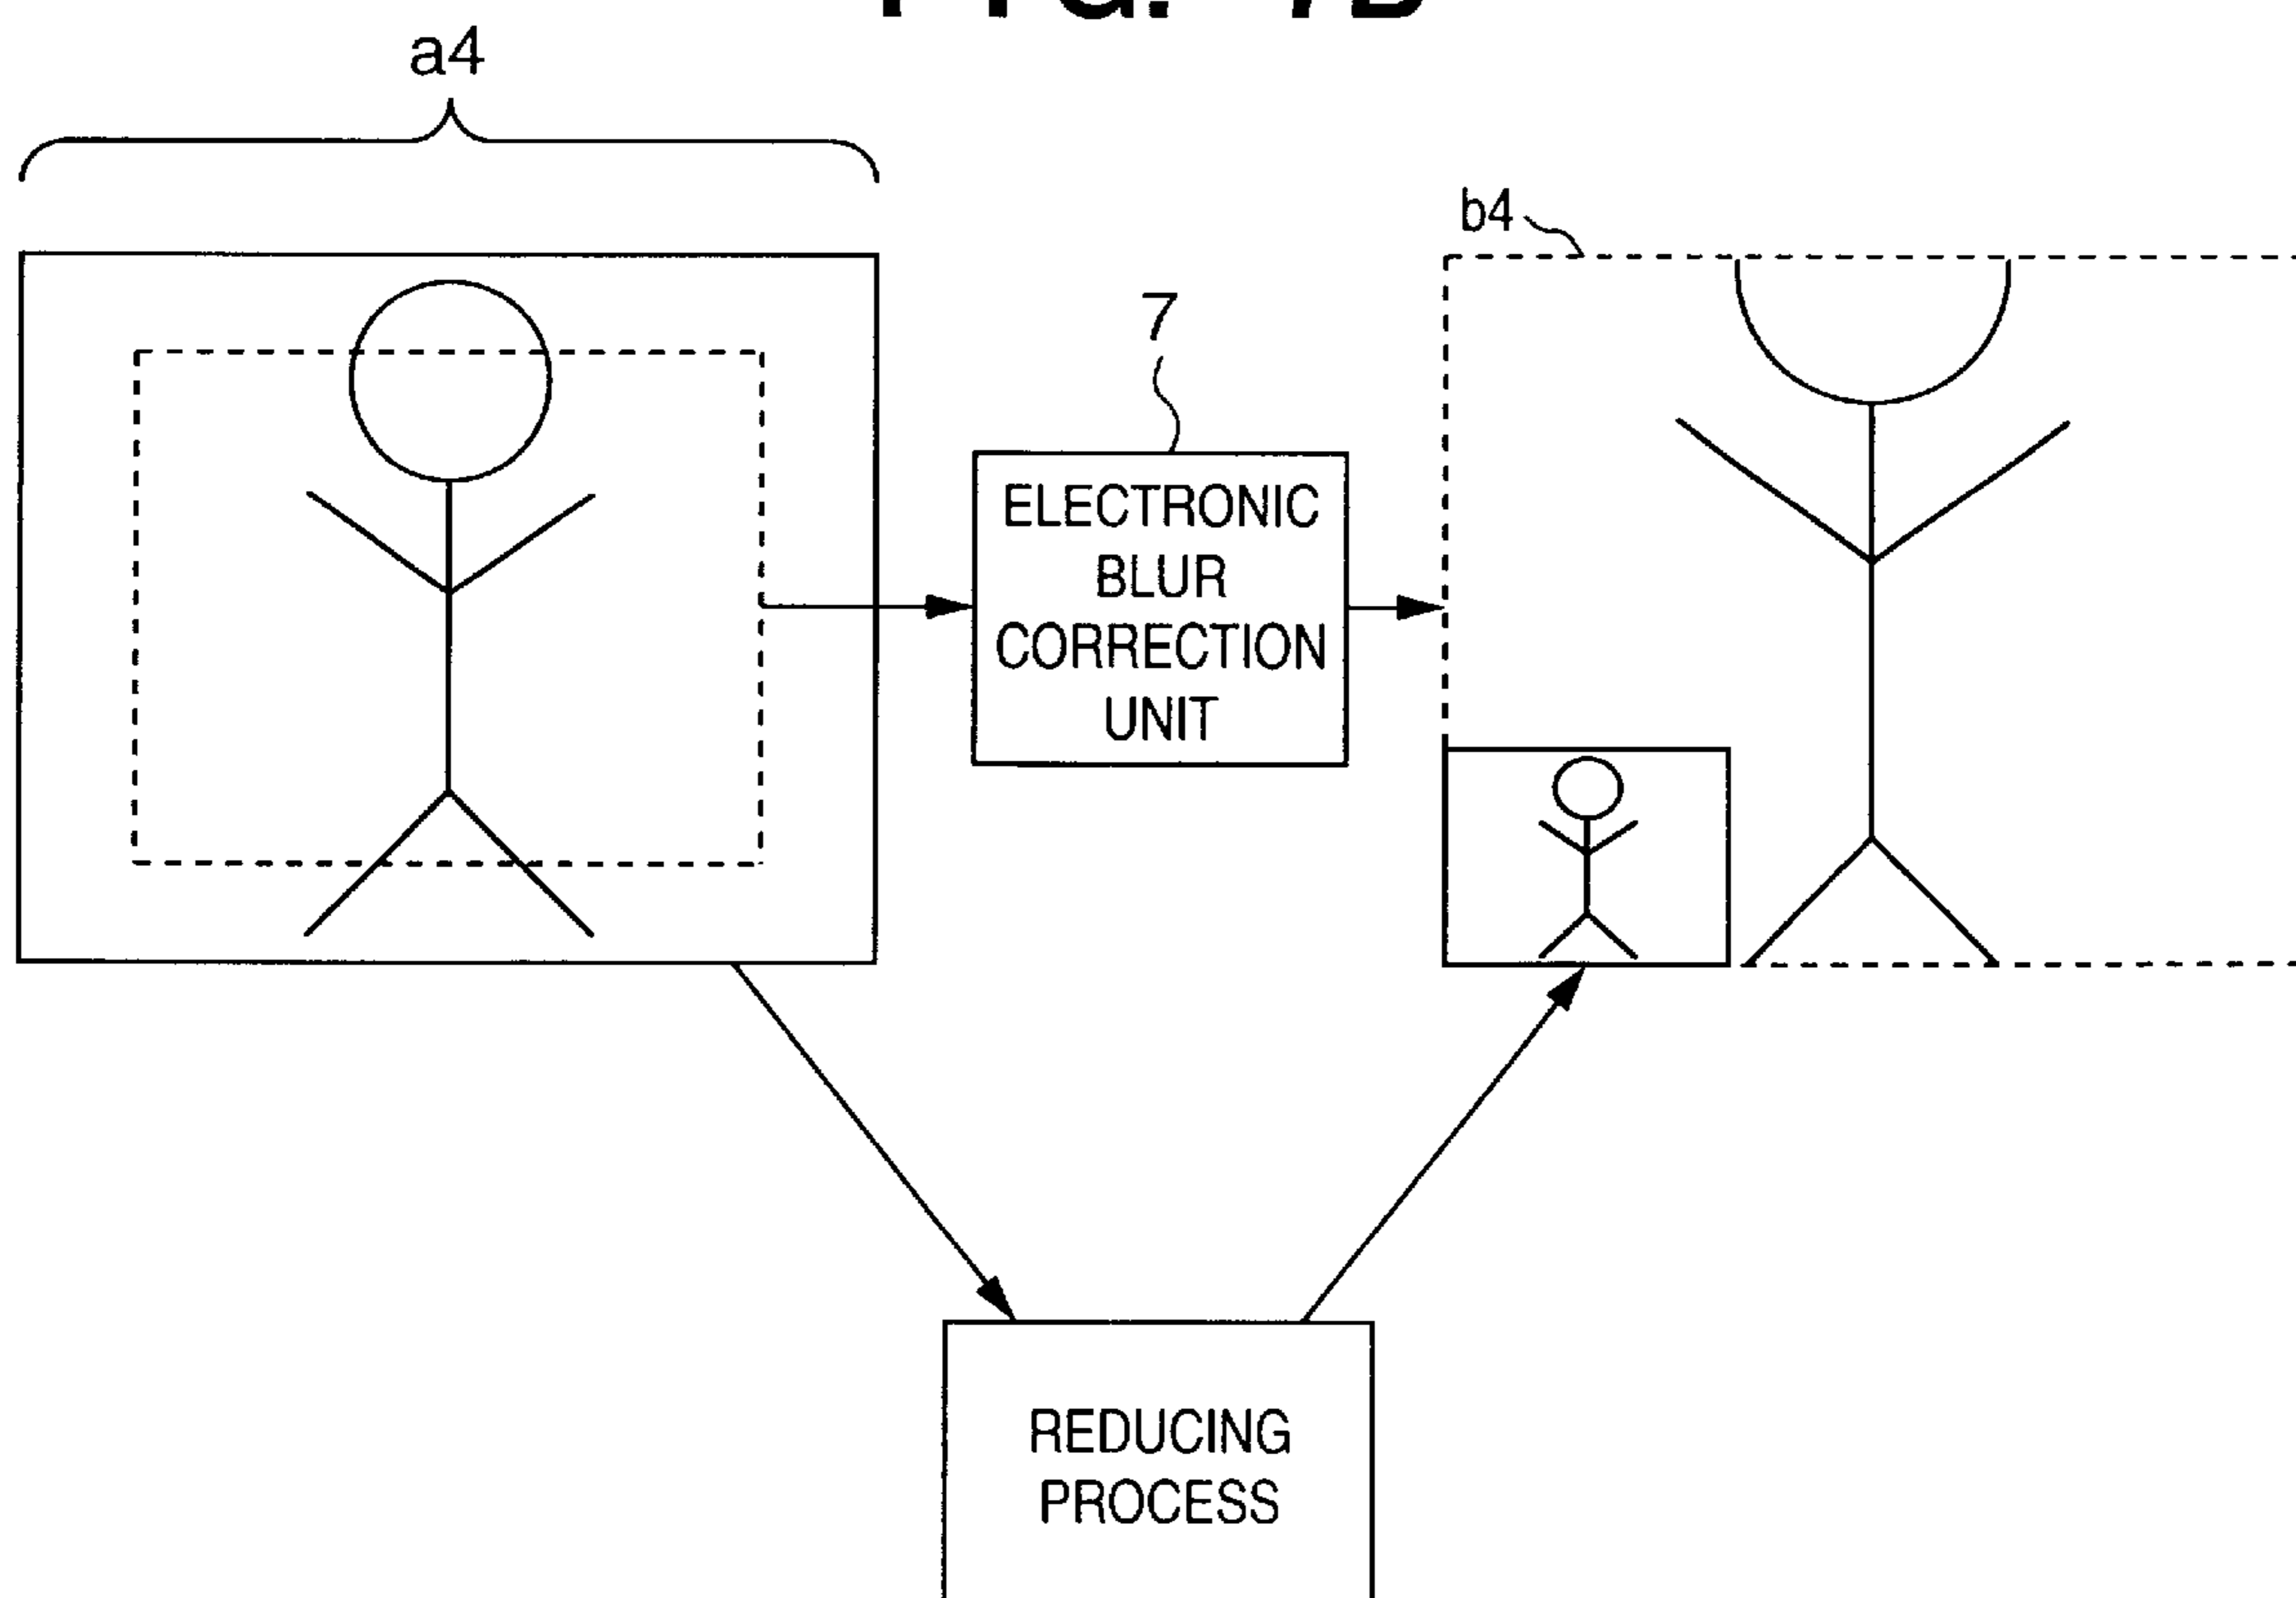 a4
b4
7
ELECTRONIC
BLUR
CORRECTION
UNIT
REDUCING
PROCESS